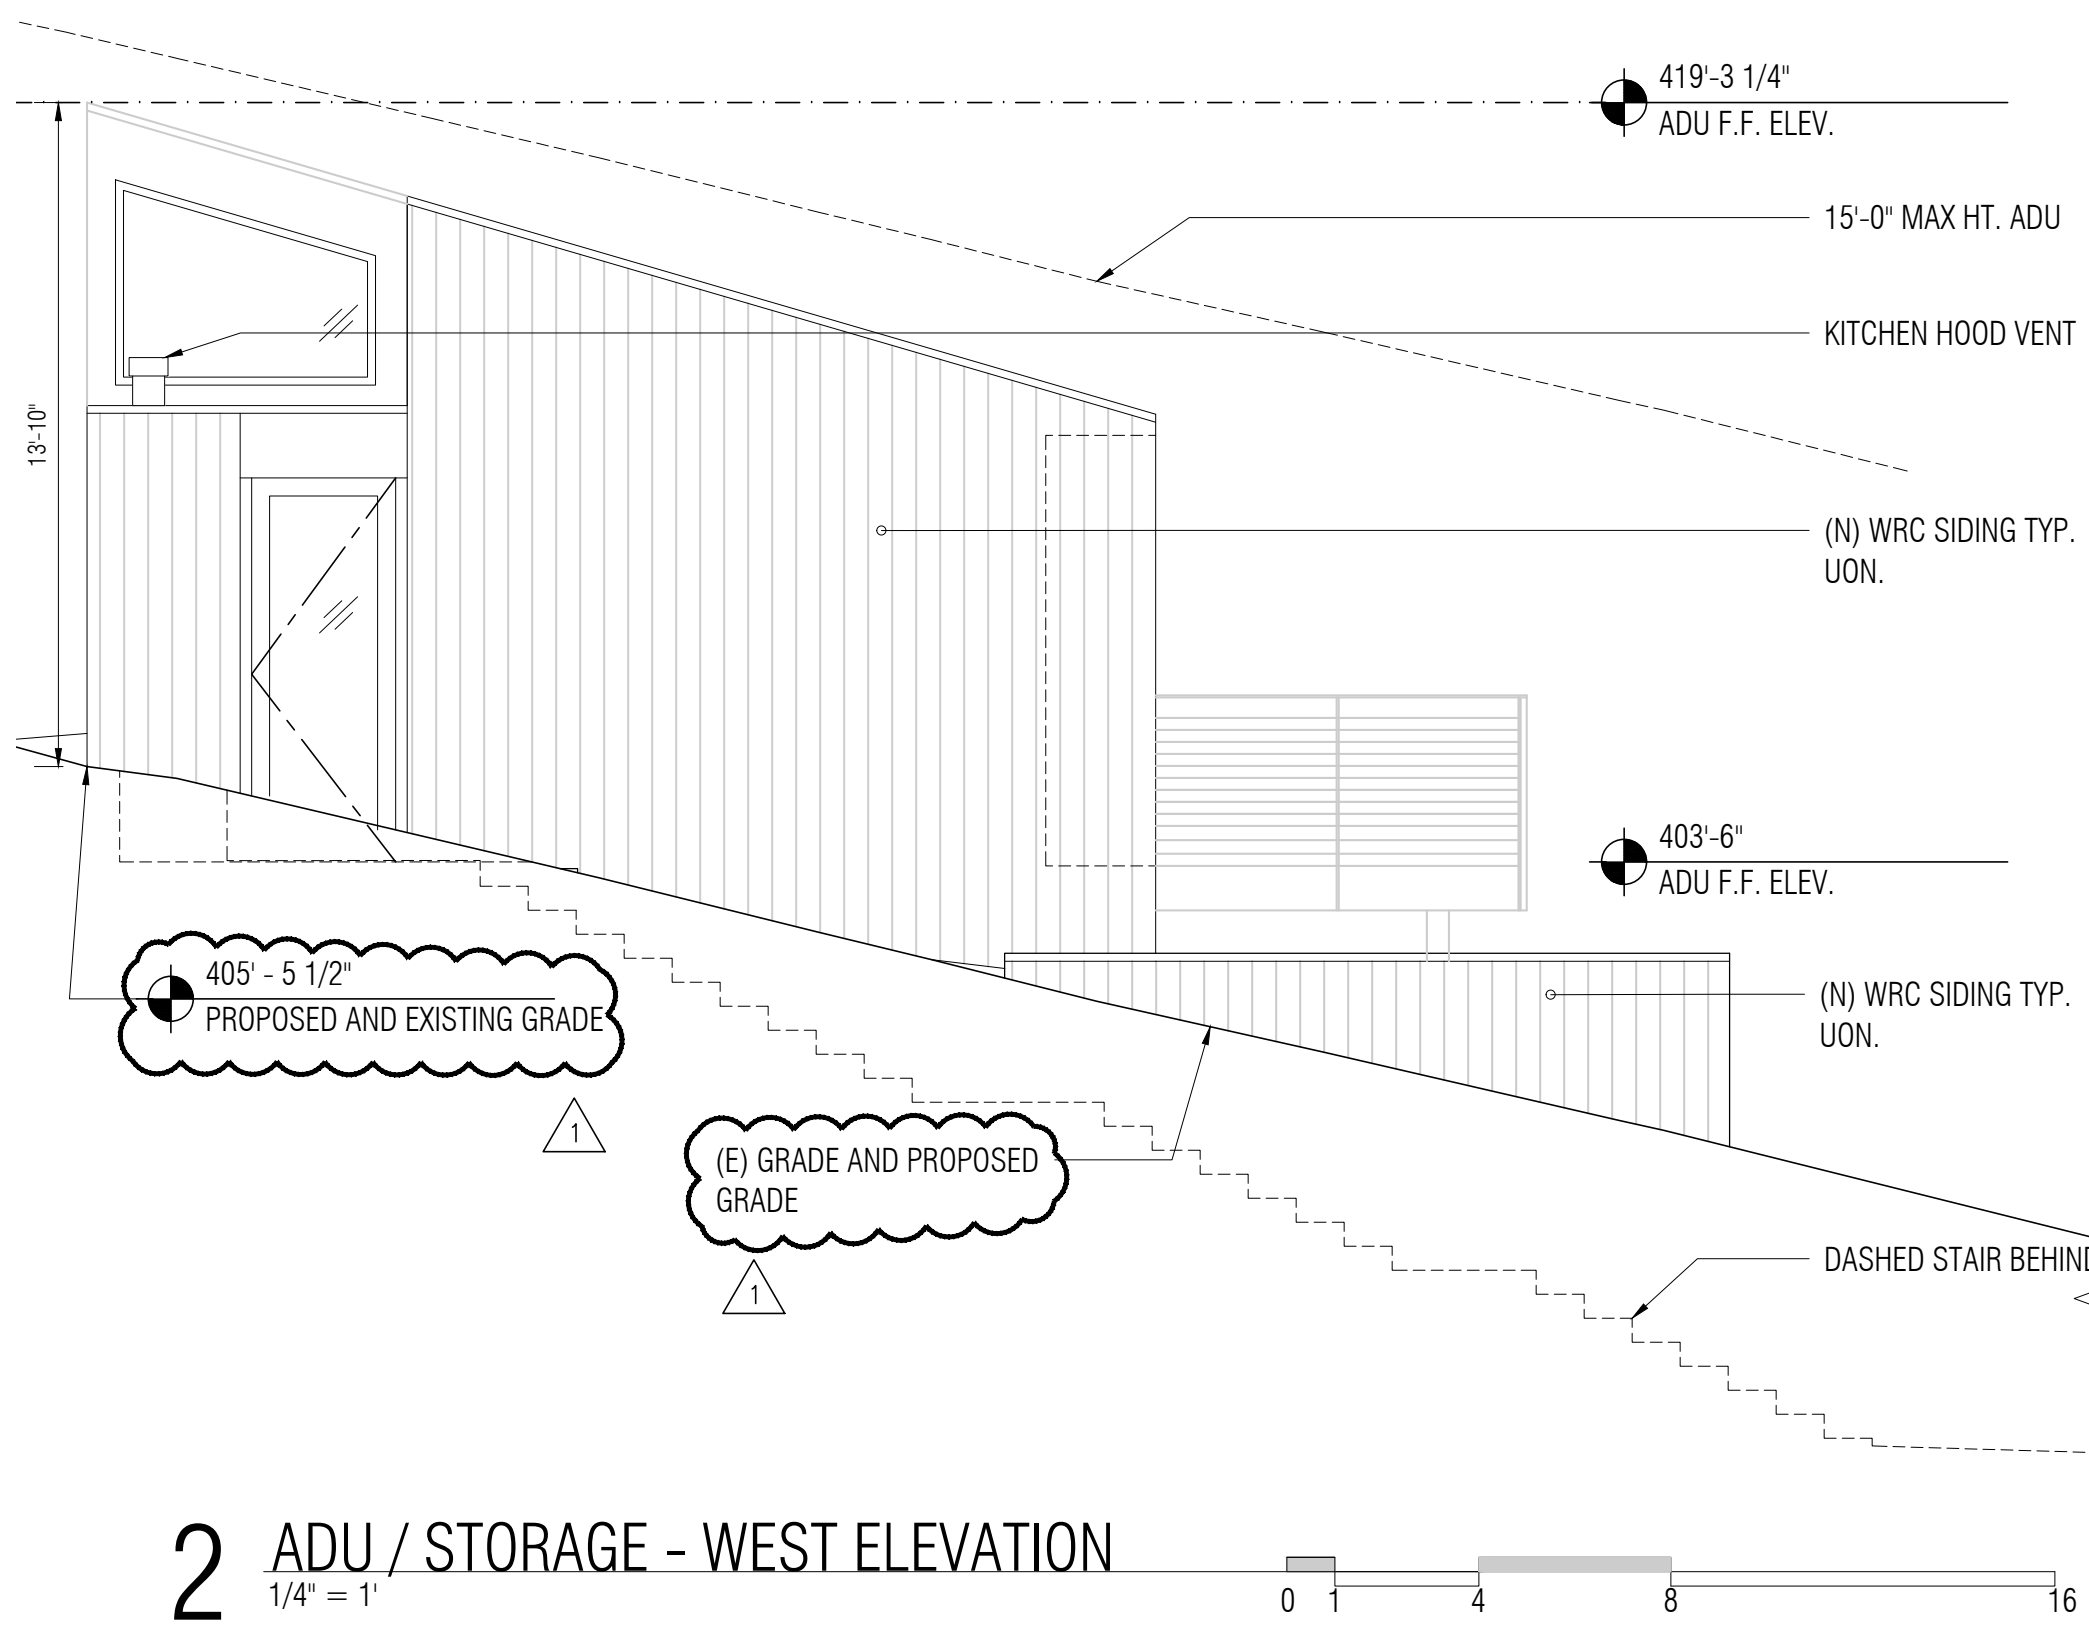 419'-3 1/4"
ADU F.F. ELEV.
15'-0" MAX HT. ADU
KITCHEN HOOD VENT
13'-10"
(N) WRC SIDING TYP.
UON.
403'-6"
ADU F.F. ELEV.
405' - 5 1/2"
PROPOSED AND EXISTING GRADE
(N) WRC SIDING TYP.
UON.
1
(E) GRADE AND PROPOSED
GRADE
1
DASHED STAIR BEHIND
2 ADU / STORAGE - WEST ELEVATION
1/4" = 1'
0 1 4 8 16